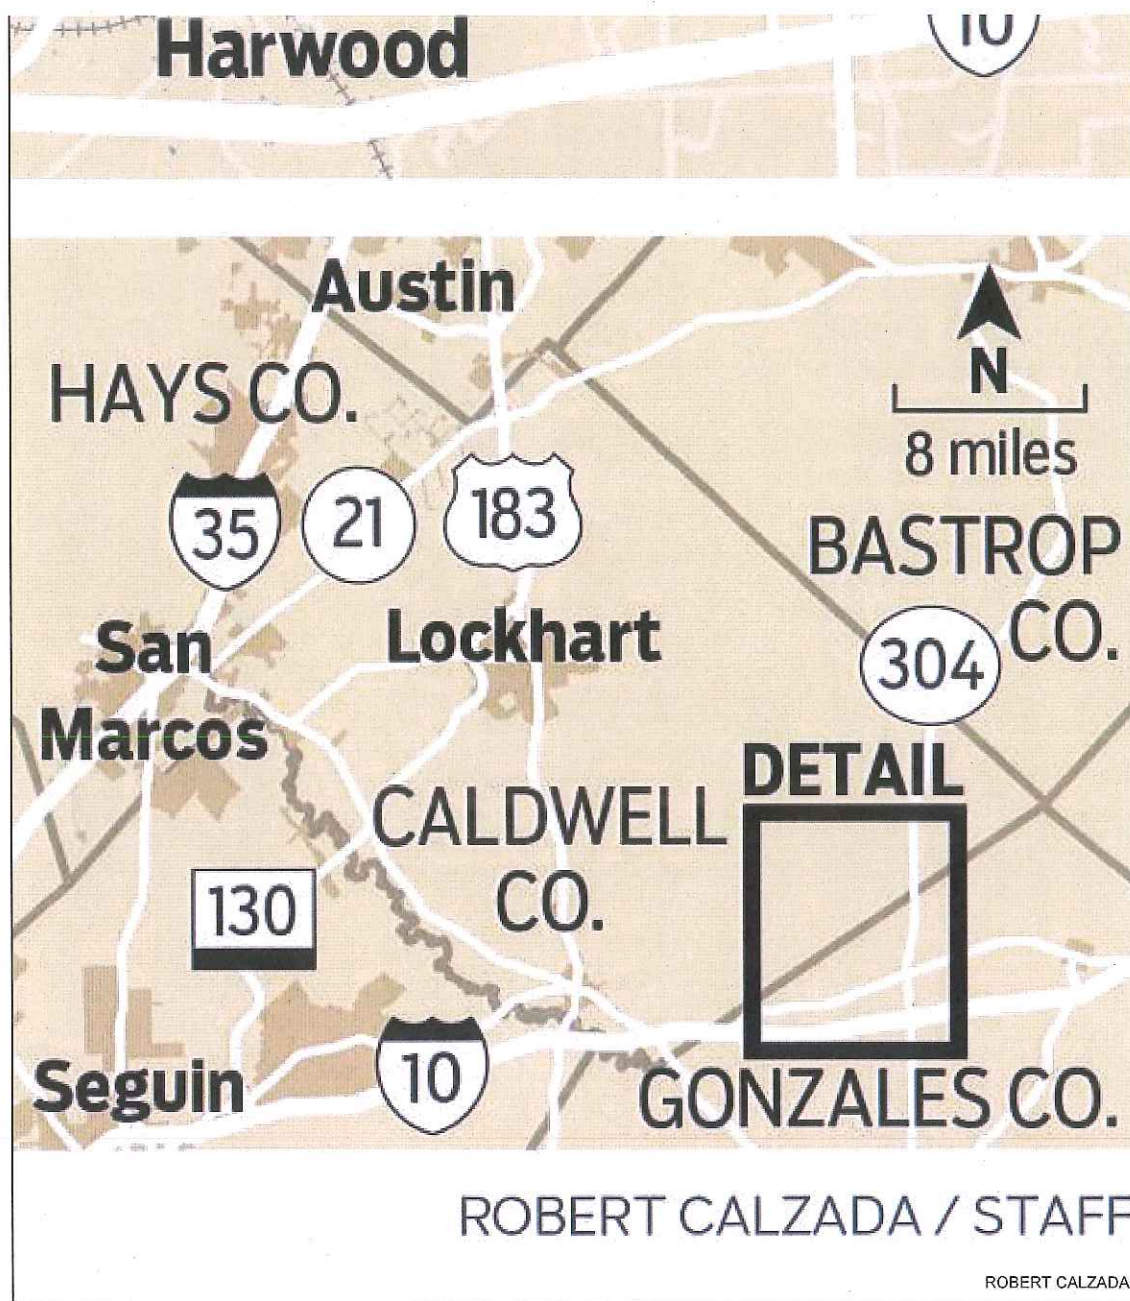 Harwood
10
Austin
HAYS CO.
N
8 miles
35
21
183
BASTROP
CO.
San
Marcos
Lockhart
304
DETAIL
CALDWELL
CO.
130
Seguin
10
GONZALES CO.
ROBERT CALZADA / STAFF
ROBERT CALZADA